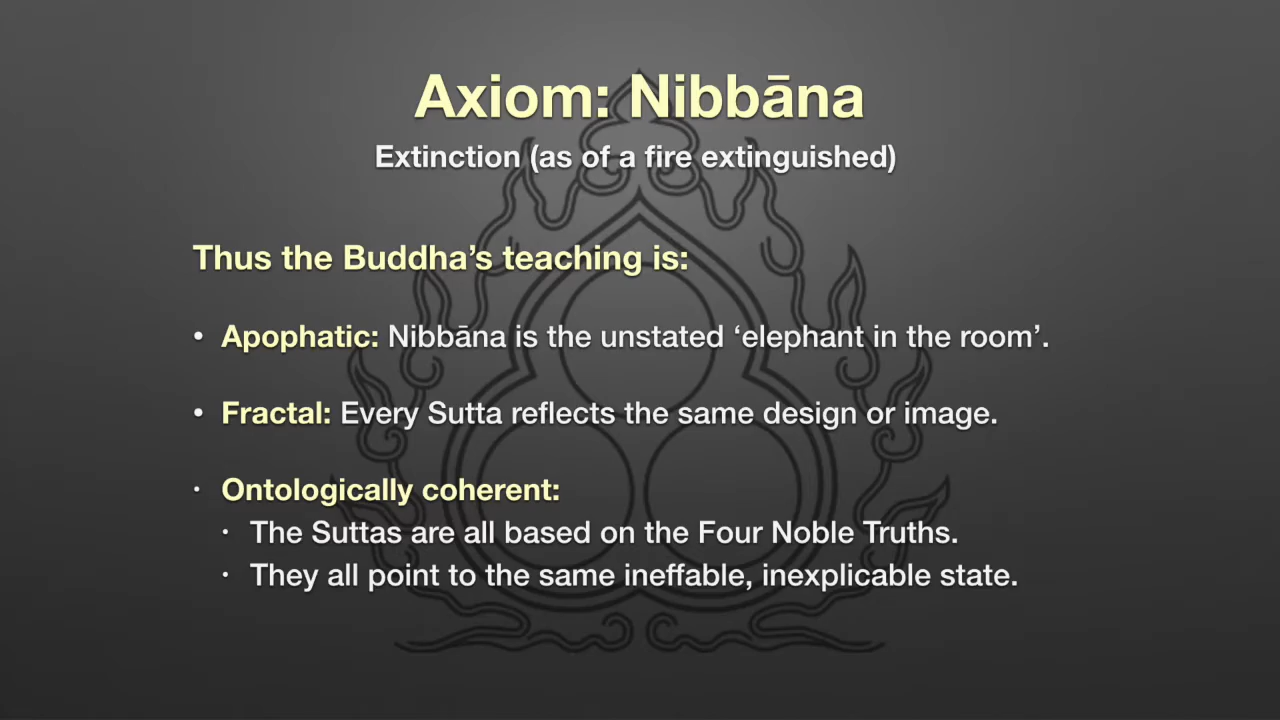 Axiom: Nibbāna
Extinction (as of a fire extinguished)
Thus the Buddha’s teaching is:
• Apophatic: Nibbāna is the unstated ‘elephant in the room’.
• Fractal: Every Sutta reflects the same design or image.
• Ontologically coherent:
• The Suttas are all based on the Four Noble Truths.
• They all point to the same ineffable, inexplicable state.